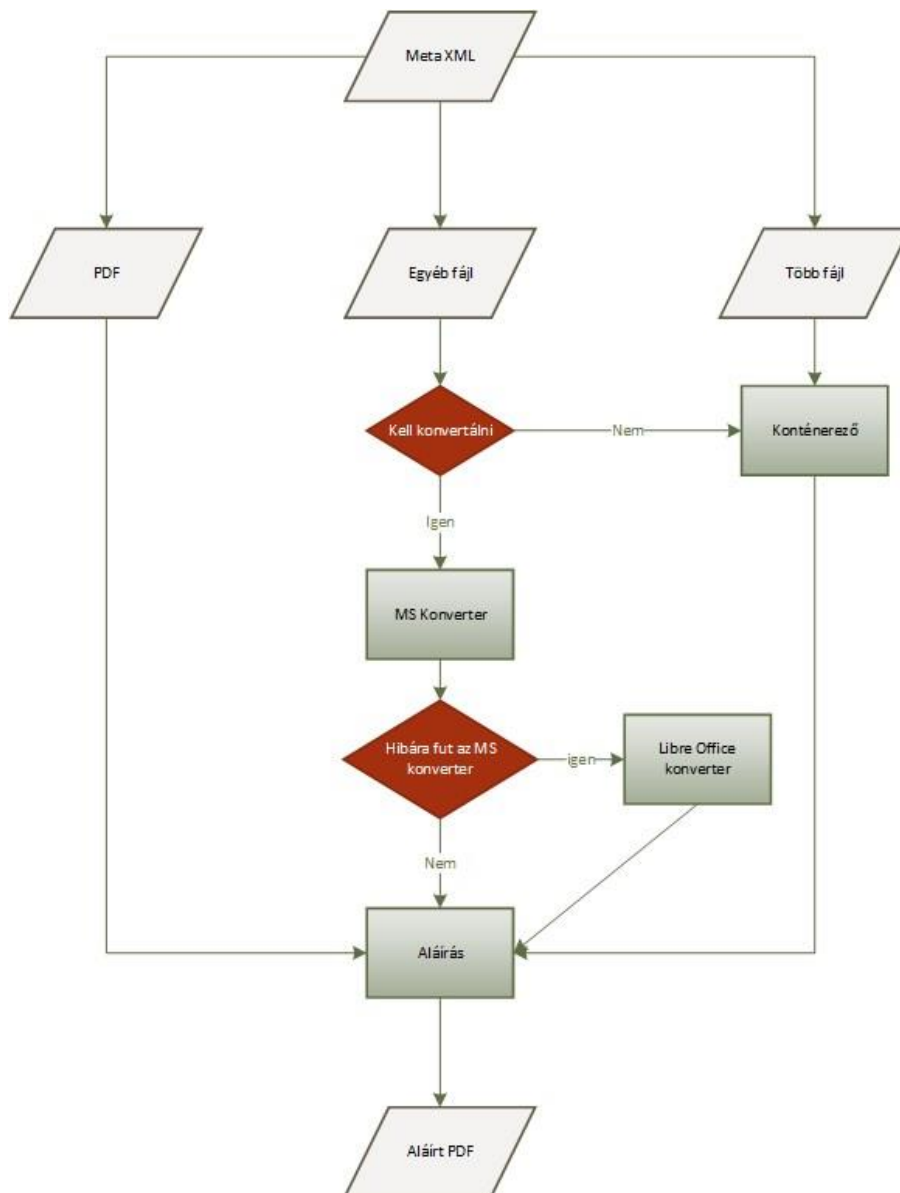 Meta XML
PDF
Egyéb fájl
Több fájl
Kell konvertálni
Nem
Konténerező
Igen
MS Konverter
Hibára fut az MS
konverter
igen
Libre Office
konverter
Nem
Aláírás
Aláírt PDF